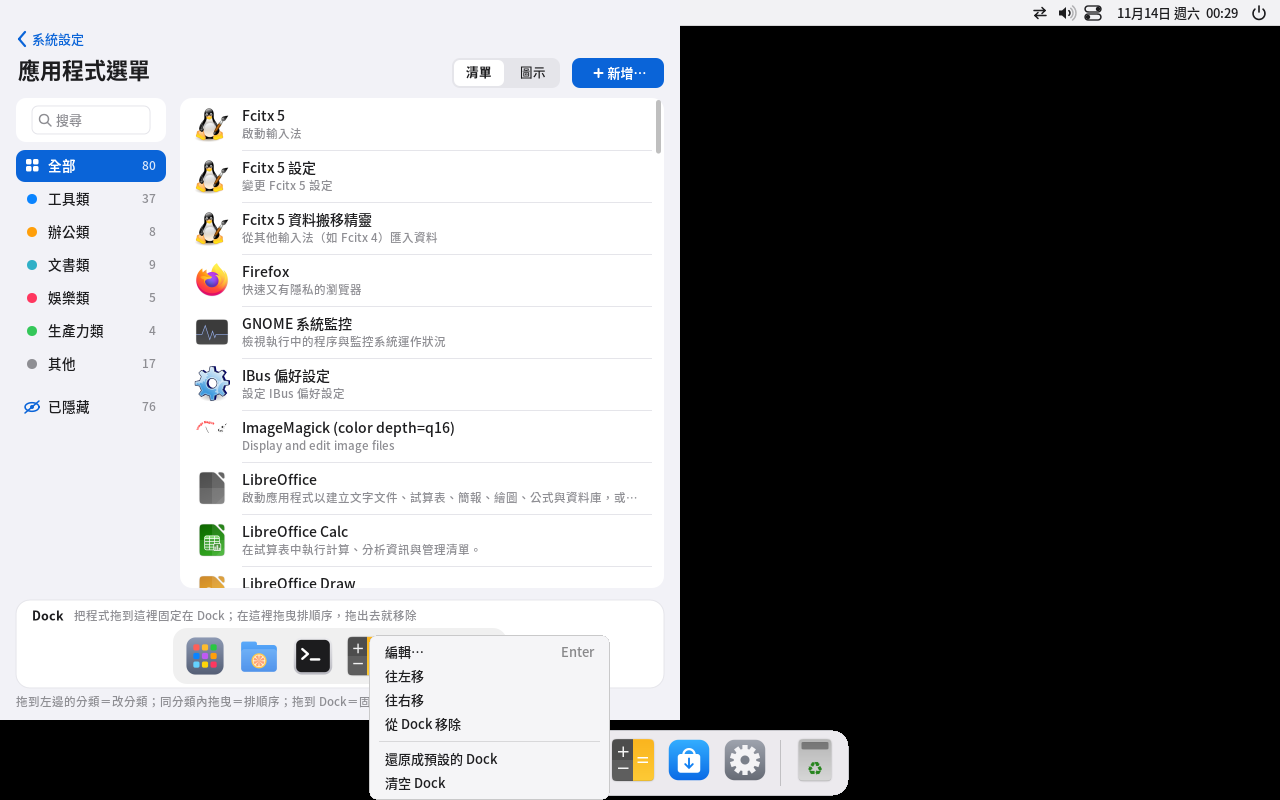 11月14日 週六 00:29
系統設定
應用程式選單
清單
圖示
+ 新增…
搜尋
全部 80
工具類 37
辦公類 8
文書類 9
娛樂類 5
生產力類 4
其他 17
已隱藏 76
Fcitx 5
啟動輸入法
Fcitx 5 設定
變更 Fcitx 5 設定
Fcitx 5 資料搬移精靈
從其他輸入法（如 Fcitx 4）匯入資料
Firefox
快速又有隱私的瀏覽器
GNOME 系統監控
檢視執行中的程序與監控系統運作狀況
IBus 偏好設定
設定 IBus 偏好設定
ImageMagick (color depth=q16)
Display and edit image files
LibreOffice
啟動應用程式以建立文字文件、試算表、簡報、繪圖、公式與資料庫，或…
LibreOffice Calc
在試算表中執行計算、分析資訊與管理清單。
LibreOffice Draw
Dock 把程式拖到這裡固定在 Dock；在這裡拖曳排順序，拖出去就移除
編輯… Enter
往左移
往右移
從 Dock 移除
還原成預設的 Dock
清空 Dock
拖到左邊的分類＝改分類；同分類內拖曳＝排順序；拖到 Dock＝固